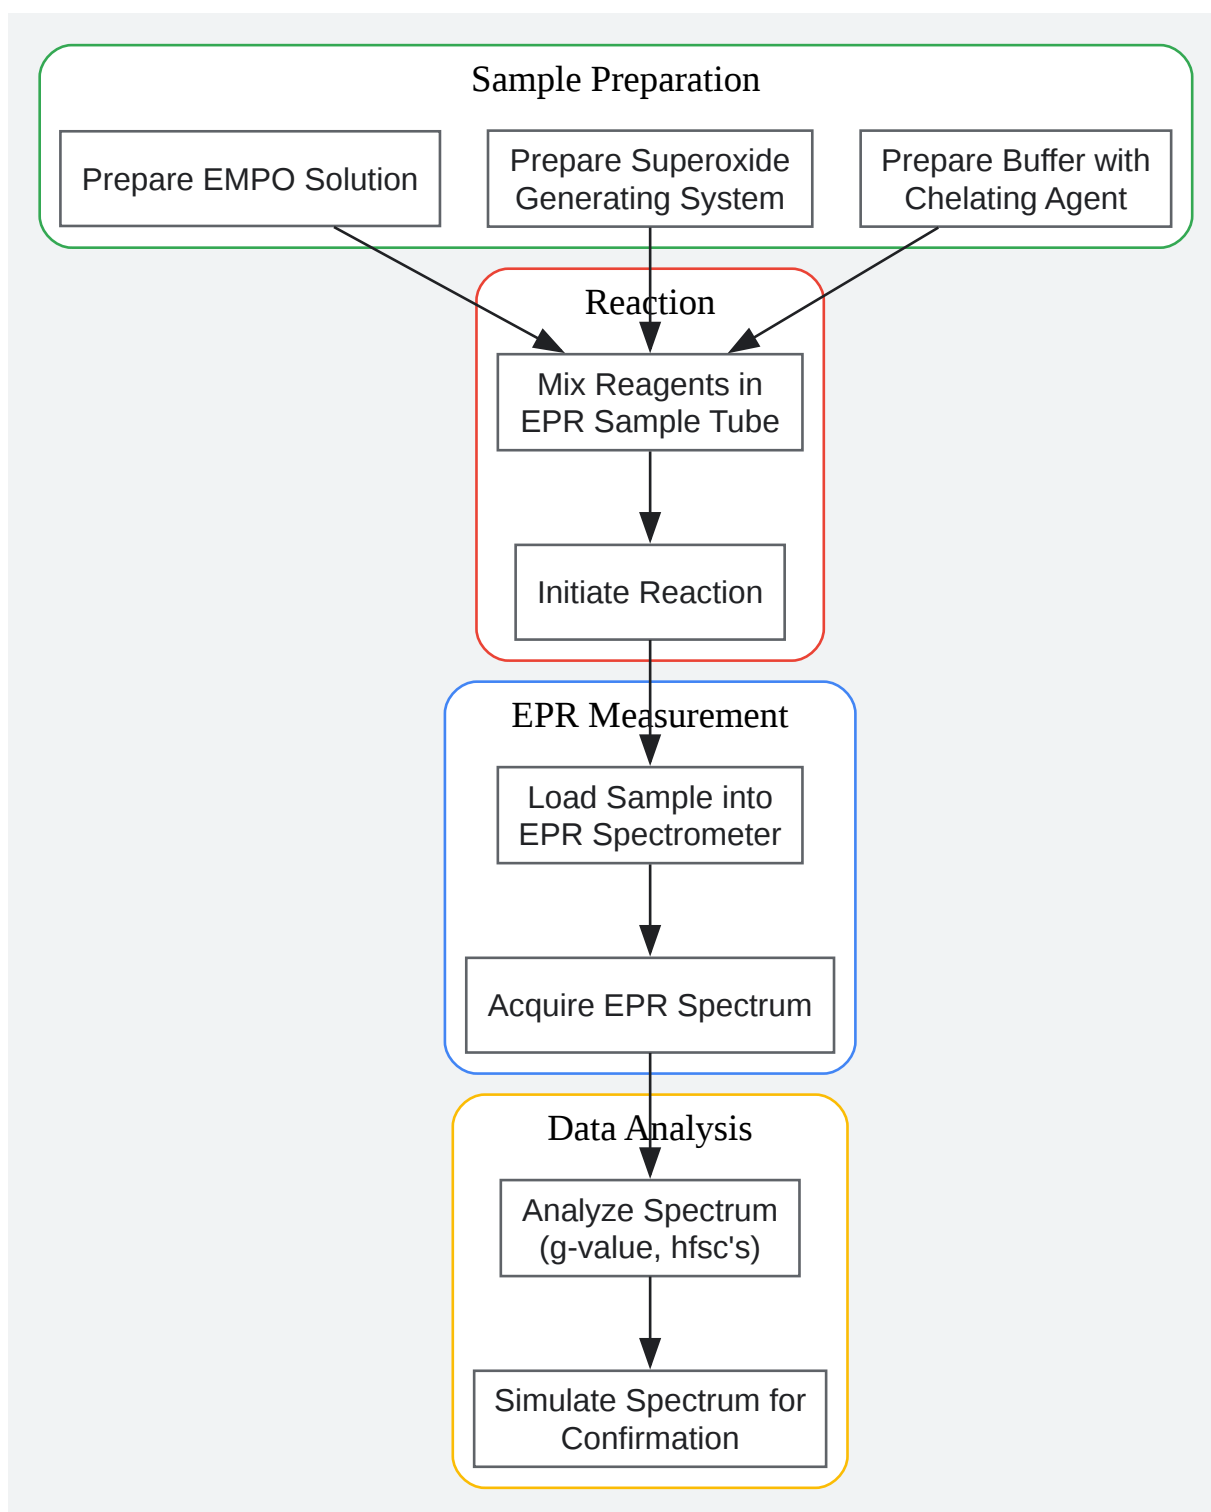 Sample Preparation
Prepare EMPO Solution
Prepare Superoxide
Generating System
Prepare Buffer with
Chelating Agent
Reaction
Mix Reagents in
EPR Sample Tube
Initiate Reaction
EPR Measurement
Load Sample into
EPR Spectrometer
Acquire EPR Spectrum
Data Analysis
Analyze Spectrum
(g-value, hfsc's)
Simulate Spectrum for
Confirmation